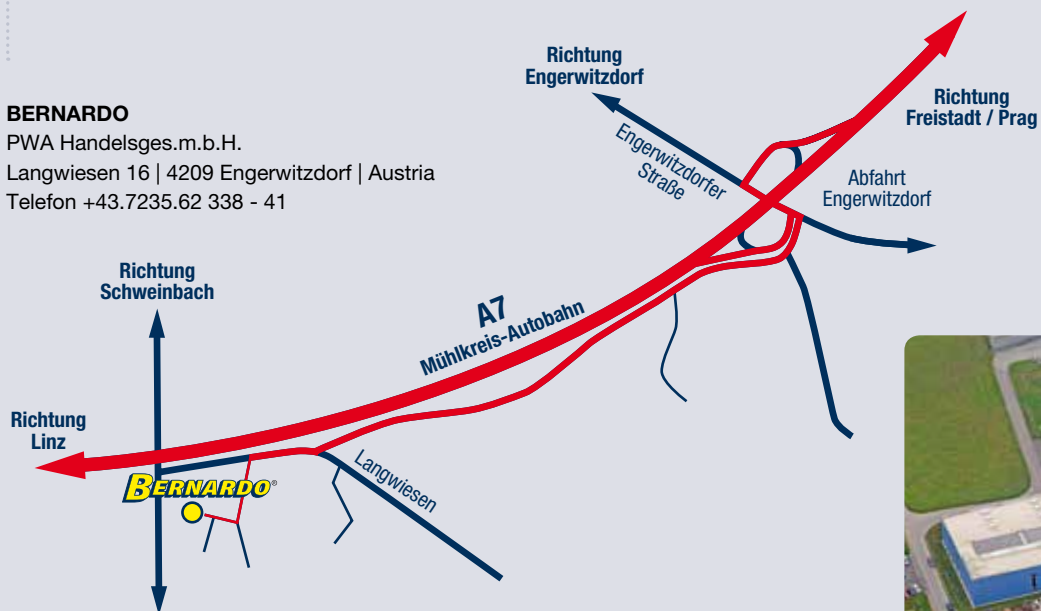 BERNARDO
PWA Handelsges.m.b.H.
Langwiesen 16 | 4209 Engerwitzdorf | Austria
Telefon +43.7235.62 338 - 41
Richtung
Engerwitzdorf
Richtung
Freistadt / Prag
Engerwitzdorfer
Straße
Abfahrt
Engerwitzdorf
Richtung
Schweinbach
A7
Mühlkreis-Autobahn
Richtung
Linz
BERNARDO®
Langwiesen